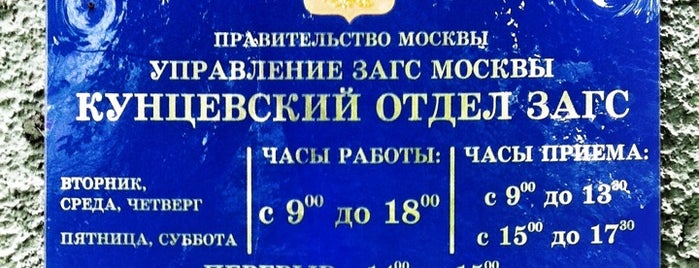 ПРАВИТЕЛЬСТВО МОСКВЫ
УПРАВЛЕНИЕ ЗАГС МОСКВЫ
КУНЦЕВСКИЙ ОТДЕЛ ЗАГС
ЧАСЫ РАБОТЫ: ЧАСЫ ПРИЕМА:
ВТОРНИК,
СРЕДА, ЧЕТВЕРГ
ПЯТНИЦА, СУББОТА
с 9⁰⁰ до 18⁰⁰
с 9⁰⁰ до 13³⁰
с 15⁰⁰ до 17³⁰